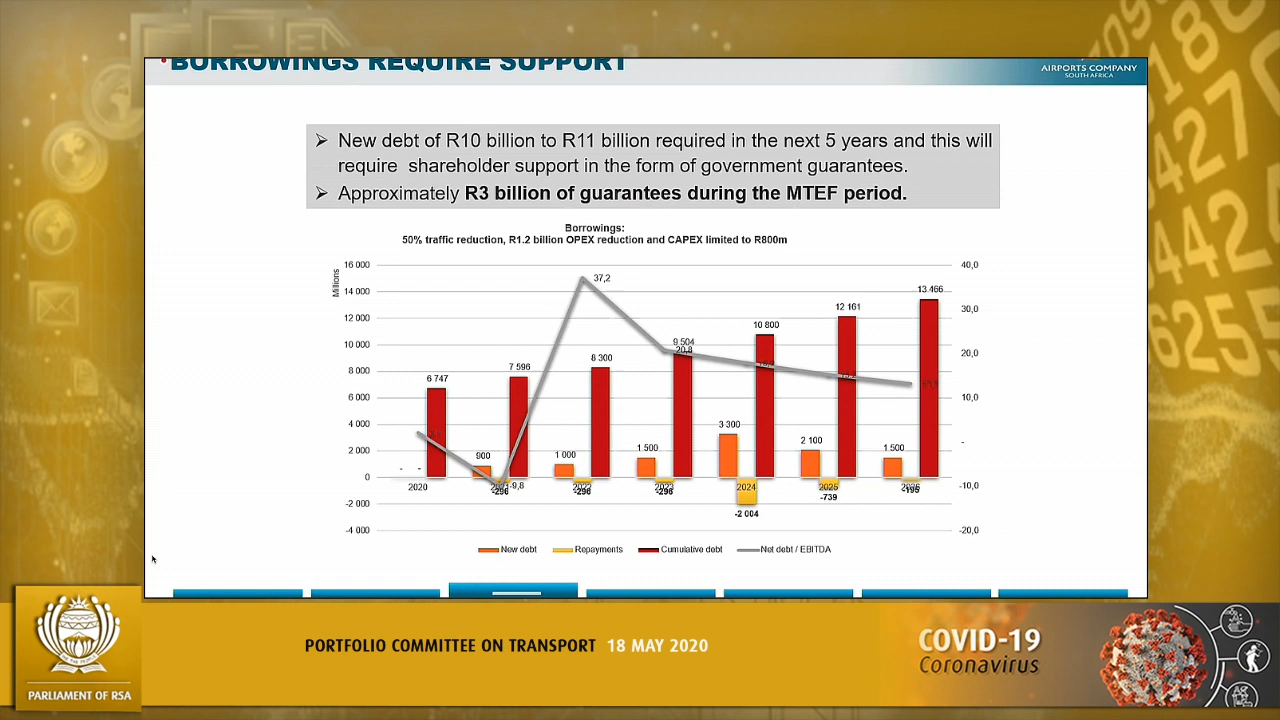 •BORROWINGS REQUIRE SUPPORT
AIRPORTS COMPANY
SOUTH AFRICA
➢ New debt of R10 billion to R11 billion required in the next 5 years and this will
require shareholder support in the form of government guarantees.
➢ Approximately R3 billion of guarantees during the MTEF period.
Borrowings:
50% traffic reduction, R1.2 billion OPEX reduction and CAPEX limited to R800m
Millions
16 000
14 000
12 000
10 000
8 000
6 000
4 000
2 000
0
-2 000
-4 000
40,0
30,0
20,0
10,0
-
-10,0
-20,0
- -
6 747
900
7 596
1 000
8 300
1 500
9 504
3 300
10 800
2 100
12 161
1 500
13 466
37,2
20,8
-9,8
-296
-296
-296
-2 004
-739
-195
2020
2021
2022
2023
2024
2025
2026
New debt
Repayments
Cumulative debt
Net debt / EBITDA
PORTFOLIO COMMITTEE ON TRANSPORT 18 MAY 2020
COVID-19
Coronavirus
PARLIAMENT OF RSA